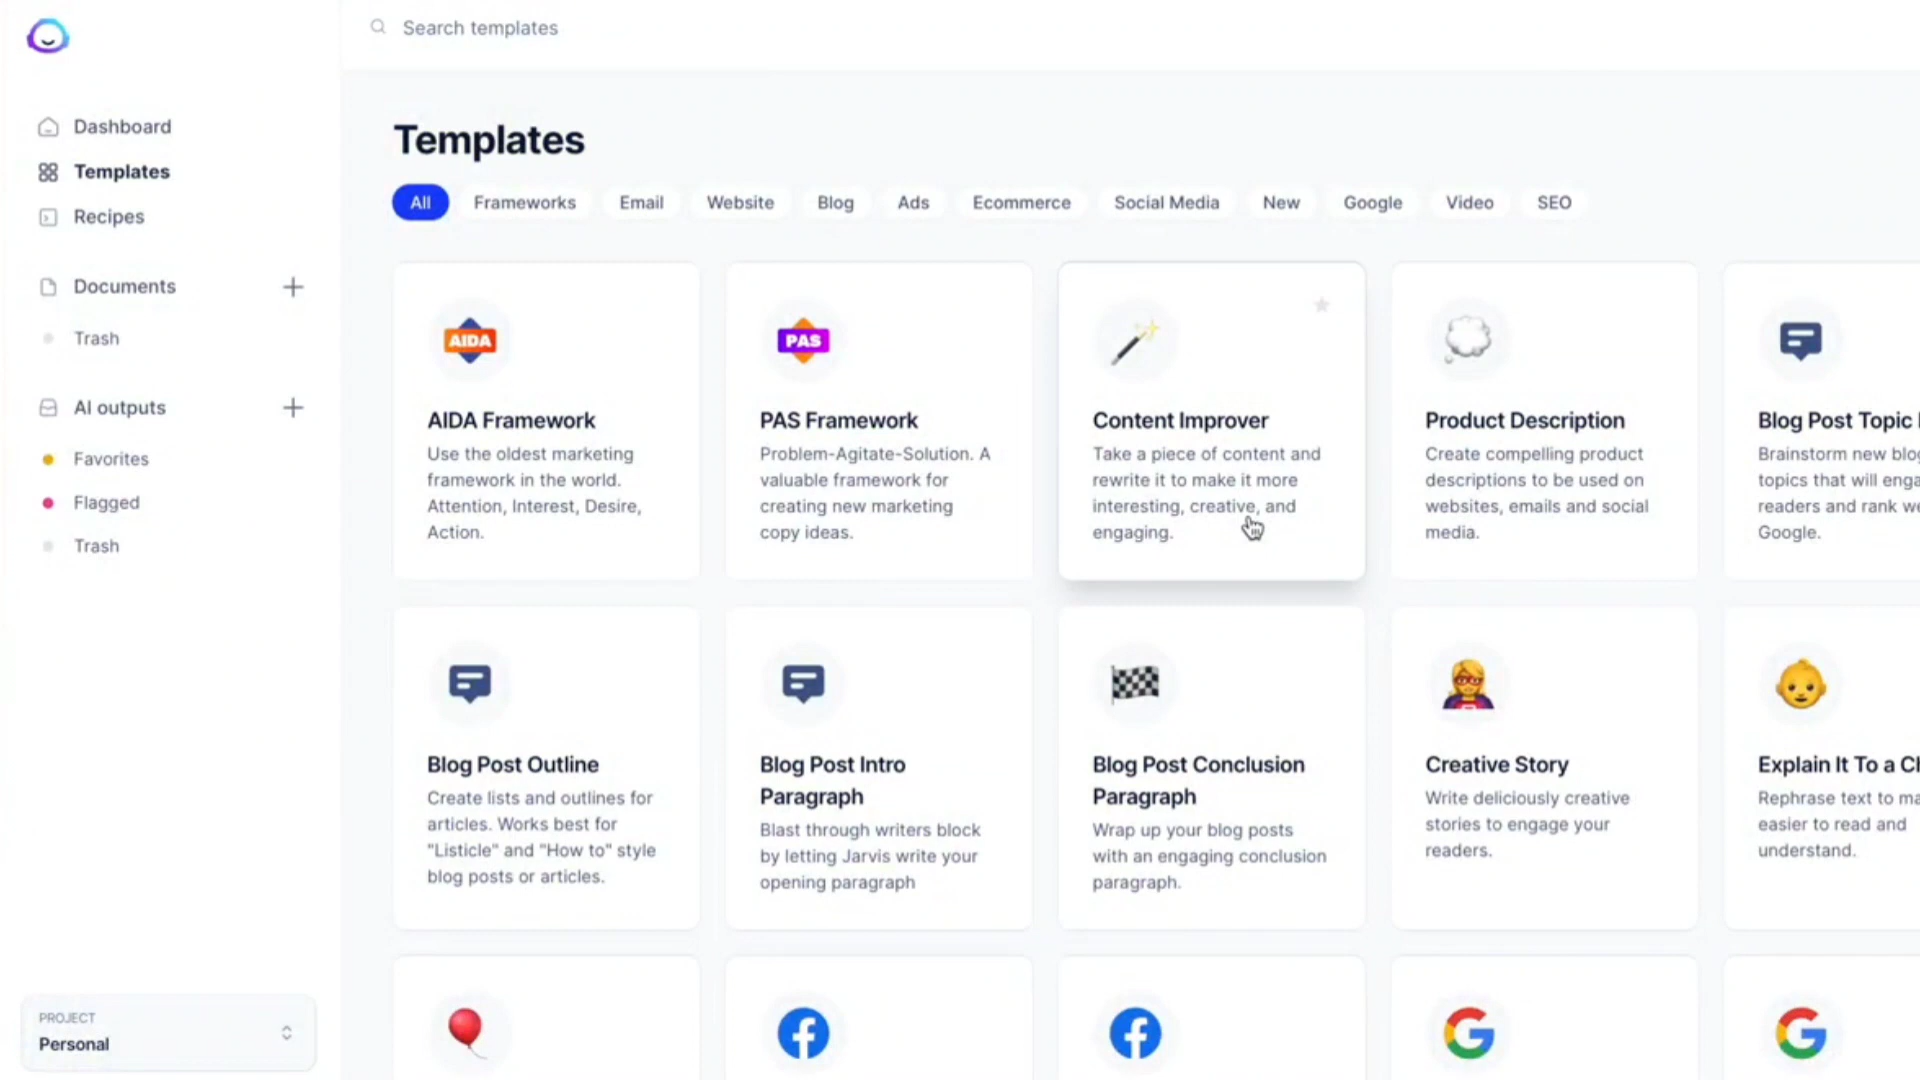 Search templates
Dashboard
Templates
Recipes
Documents
Trash
AI outputs
Favorites
Flagged
Trash
PROJECT
Personal
Templates
All
Frameworks
Email
Website
Blog
Ads
Ecommerce
Social Media
New
Google
Video
SEO
AIDA
AIDA Framework
Use the oldest marketing
framework in the world.
Attention, Interest, Desire,
Action.
PAS
PAS Framework
Problem-Agitate-Solution. A
valuable framework for
creating new marketing
copy ideas.
Content Improver
Take a piece of content and
rewrite it to make it more
interesting, creative, and
engaging.
Product Description
Create compelling product
descriptions to be used on
websites, emails and social
media.
Blog Post Topic
Brainstorm new
topics that will
readers and rank
Google.
Blog Post Outline
Create lists and outlines for
articles. Works best for
"Listicle" and "How to" style
blog posts or articles.
Blog Post Intro
Paragraph
Blast through writers block
by letting Jarvis write your
opening paragraph
Blog Post Conclusion
Paragraph
Wrap up your blog posts
with an engaging conclusion
paragraph.
Creative Story
Write deliciously creative
stories to engage your
readers.
Explain It To a
Rephrase text to
easier to read and
understand.